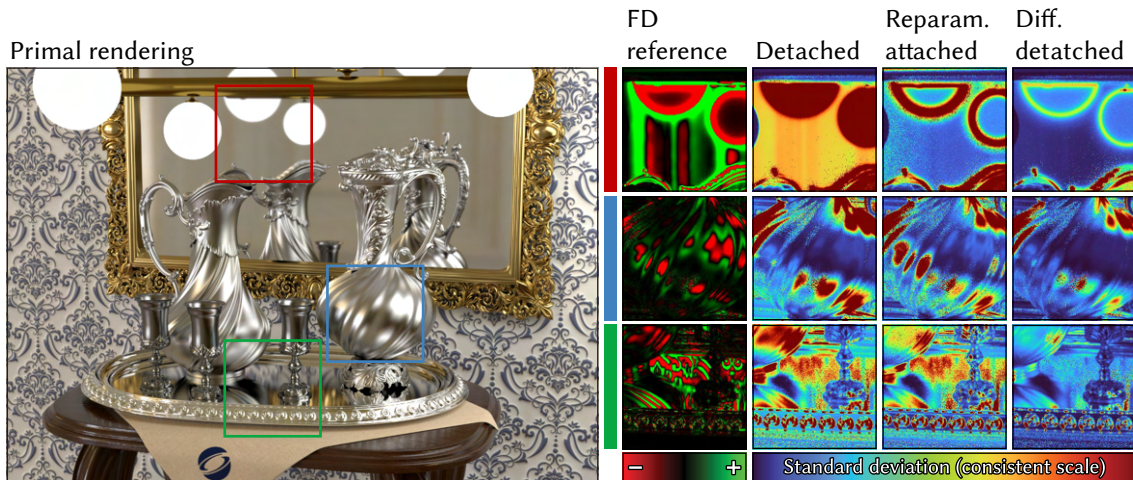 Primal rendering
FD
reference
Detached
Reparam.
attached
Diff.
detatched
−
+
Standard deviation (consistent scale)